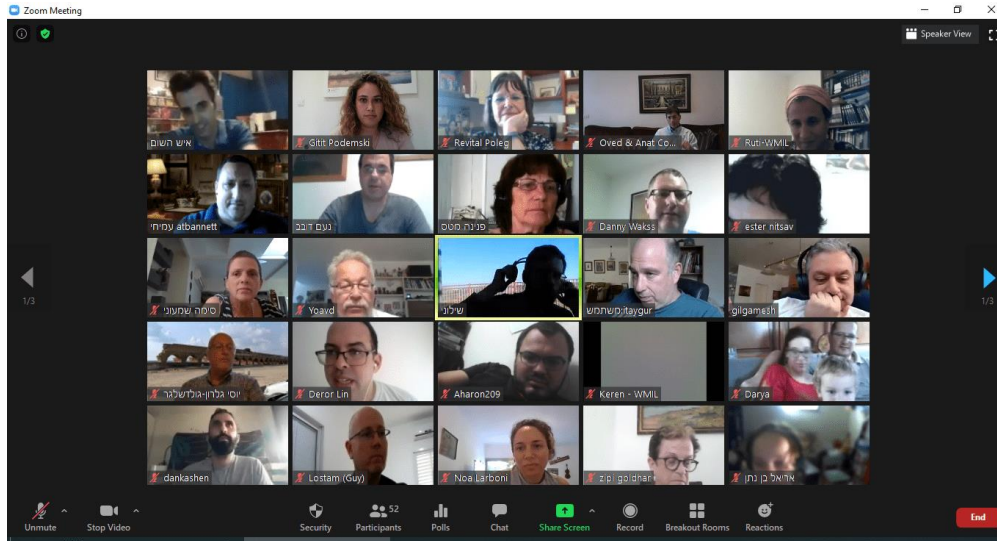 Zoom Meeting
Speaker View
איש השום
Gitit Podemski
Revital Poleg
Oved & Anat Co...
Ruti-WMIL
עמיחי atbannett
נעם דובב
פנינה מטס
Danny Wakss
ester nitsav
סימה שמעוני
Yoavd
שילוני
משתמש:itaygur
gilgamesh
יוסי גלרון-גולדשלגר
Deror Lin
Aharon209
Keren - WMIL
Darya
dankashen
Lostam (Guy)
Noa Larboni
zipi goldhar
אריאל בן נתן
1/3
1/3
52
Unmute
Stop Video
Security
Participants
Polls
Chat
Share Screen
Record
Breakout Rooms
Reactions
End